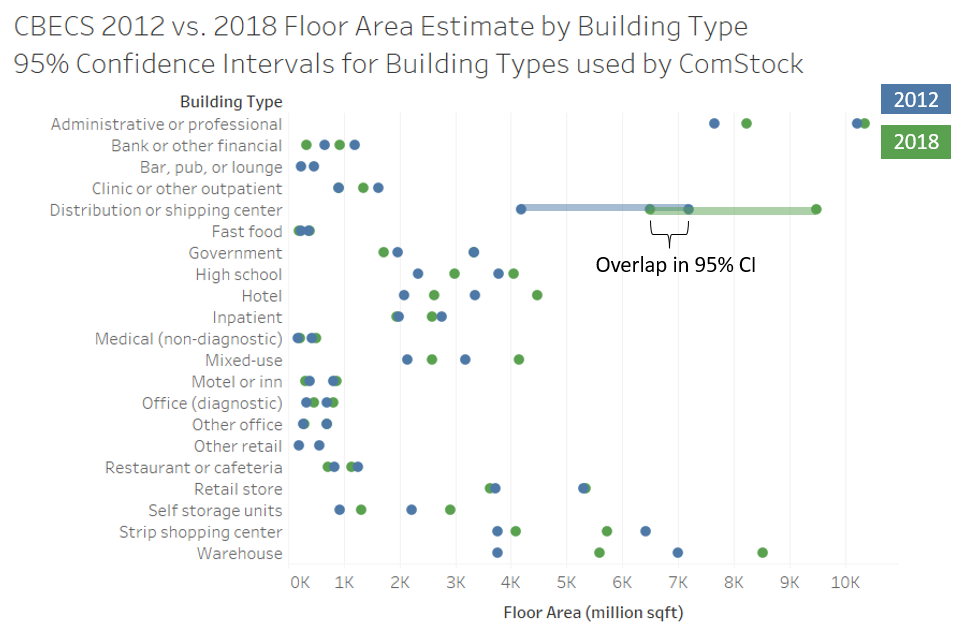 CBECS 2012 vs. 2018 Floor Area Estimate by Building Type
95% Confidence Intervals for Building Types used by ComStock
2012
2018
Building Type
Administrative or professional
Bank or other financial
Bar, pub, or lounge
Clinic or other outpatient
Distribution or shipping center
Fast food
Government
High school
Hotel
Inpatient
Medical (non-diagnostic)
Mixed-use
Motel or inn
Office (diagnostic)
Other office
Other retail
Restaurant or cafeteria
Retail store
Self storage units
Strip shopping center
Warehouse
Overlap in 95% CI
0K 1K 2K 3K 4K 5K 6K 7K 8K 9K 10K
Floor Area (million sqft)